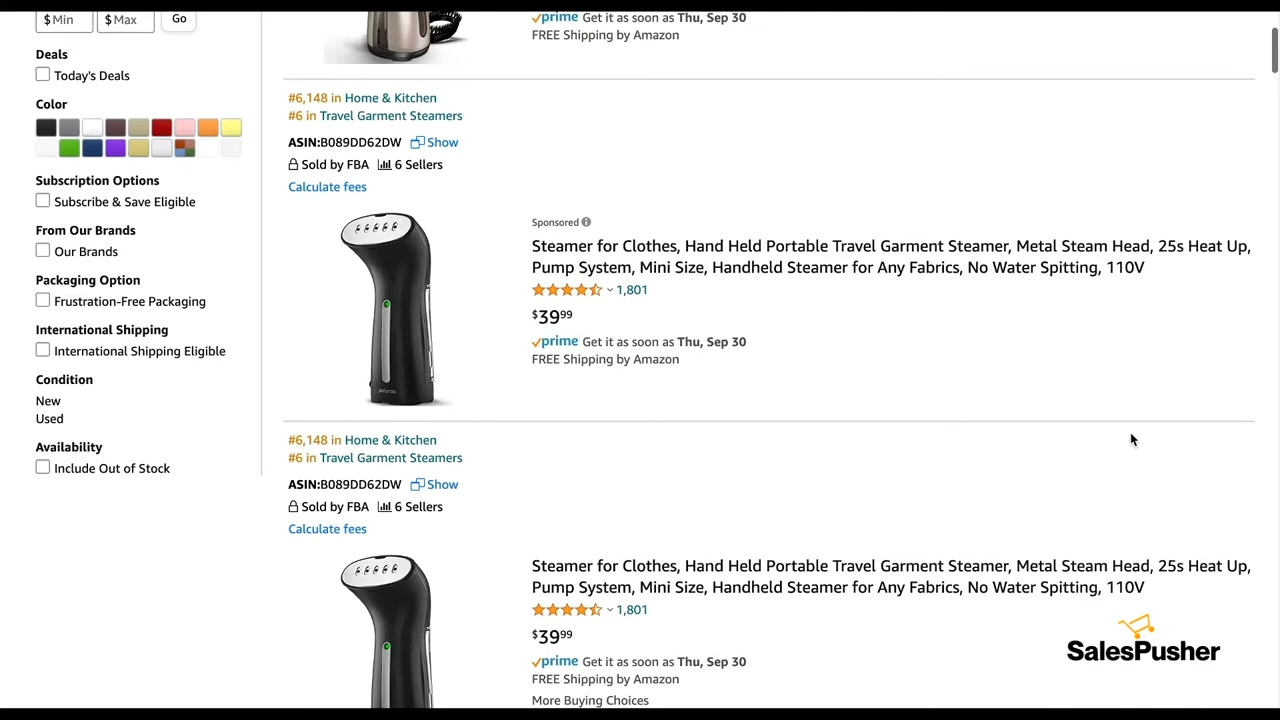 $ Min
$ Max
Go
Deals
Today's Deals
Color
Subscription Options
Subscribe & Save Eligible
From Our Brands
Our Brands
Packaging Option
Frustration-Free Packaging
International Shipping
International Shipping Eligible
Condition
New
Used
Availability
Include Out of Stock
prime Get it as soon as Thu, Sep 30
FREE Shipping by Amazon
#6,148 in Home & Kitchen
#6 in Travel Garment Steamers
ASIN:B089DD62DW Show
Sold by FBA 6 Sellers
Calculate fees
Sponsored
Steamer for Clothes, Hand Held Portable Travel Garment Steamer, Metal Steam Head, 25s Heat Up,
Pump System, Mini Size, Handheld Steamer for Any Fabrics, No Water Spitting, 110V
1,801
$39.99
prime Get it as soon as Thu, Sep 30
FREE Shipping by Amazon
#6,148 in Home & Kitchen
#6 in Travel Garment Steamers
ASIN:B089DD62DW Show
Sold by FBA 6 Sellers
Calculate fees
Steamer for Clothes, Hand Held Portable Travel Garment Steamer, Metal Steam Head, 25s Heat Up,
Pump System, Mini Size, Handheld Steamer for Any Fabrics, No Water Spitting, 110V
1,801
$39.99
prime Get it as soon as Thu, Sep 30
FREE Shipping by Amazon
More Buying Choices
SalesPusher